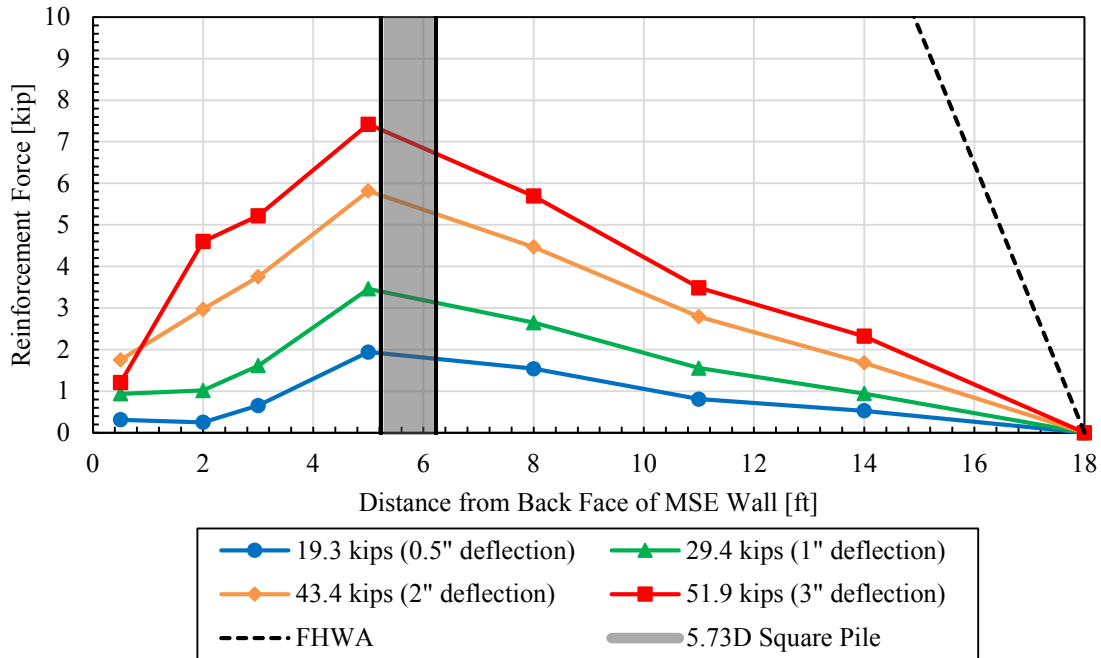 Reinforcement Force [kip]
10
9
8
7
6
5
4
3
2
1
0
0 2 4 6 8 10 12 14 16 18
Distance from Back Face of MSE Wall [ft]
19.3 kips (0.5" deflection) 29.4 kips (1" deflection)
43.4 kips (2" deflection) 51.9 kips (3" deflection)
FHWA 5.73D Square Pile